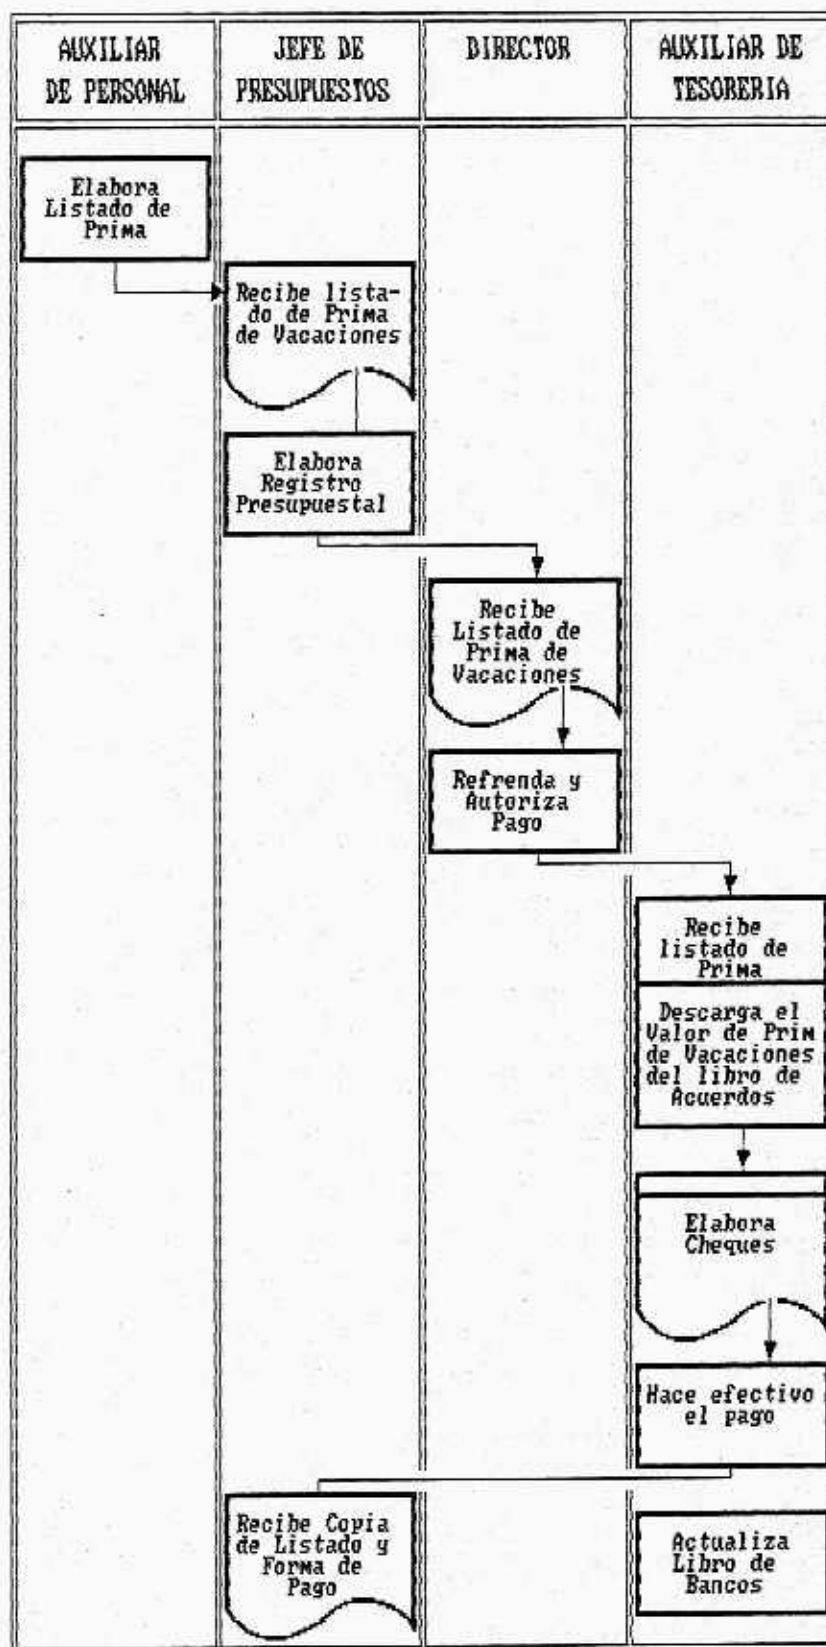 AUXILIAR
DE PERSONAL
JEFE DE
PRESUPUESTOS
DIRECTOR
AUXILIAR DE
TESORERIA
Elabora
Listado de
Prima
Recibe lista-
do de Prima
de Vacaciones
Elabora
Registro
Presupuestal
Recibe
Listado de
Prima de
Vacaciones
Refrenda y
Autoriza
Pago
Recibe
listado de
Prima
Descarga el
Valor de Prim
de Vacaciones
del libro de
Acuerdos
Elabora
Cheques
Hace efectivo
el pago
Recibe Copia
de Listado y
Forma de
Pago
Actualiza
Libro de
Bancos